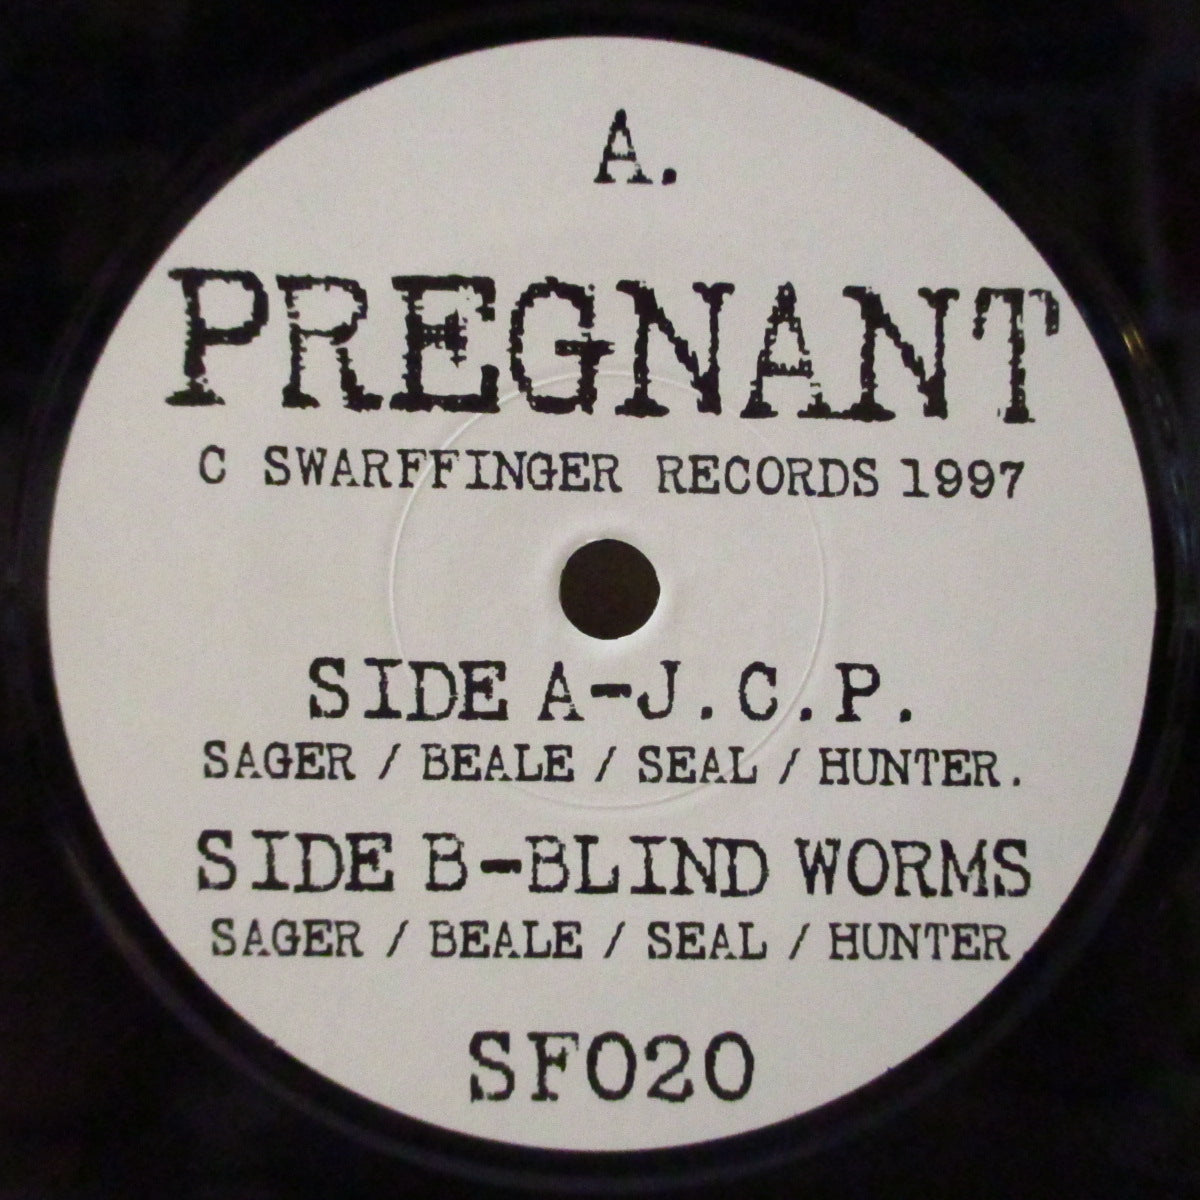 A.
PREGNANT
C SWARFFINGER RECORDS 1997
SIDE A-J.C.P.
SAGER / BEALE / SEAL / HUNTER.
SIDE B-BLIND WORMS
SAGER / BEALE / SEAL / HUNTER.
SF020